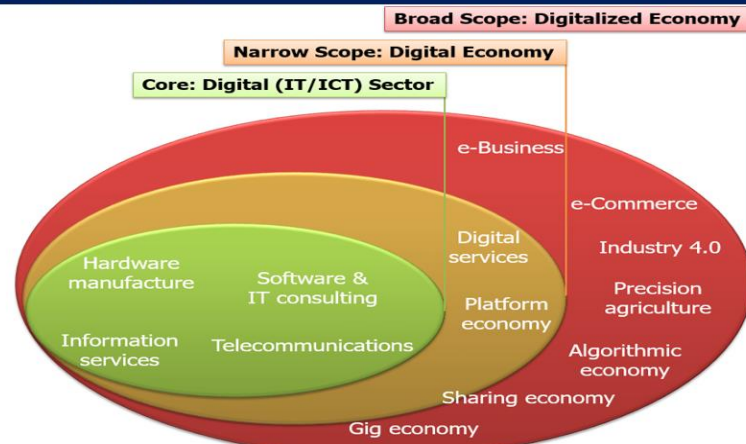 Broad Scope: Digitalized Economy
Narrow Scope: Digital Economy
Core: Digital (IT/ICT) Sector
e-Business
e-Commerce
Digital
services
Industry 4.0
Hardware
manufacture
Software &
IT consulting
Platform
economy
Precision
agriculture
Information
services
Telecommunications
Algorithmic
economy
Sharing economy
Gig economy